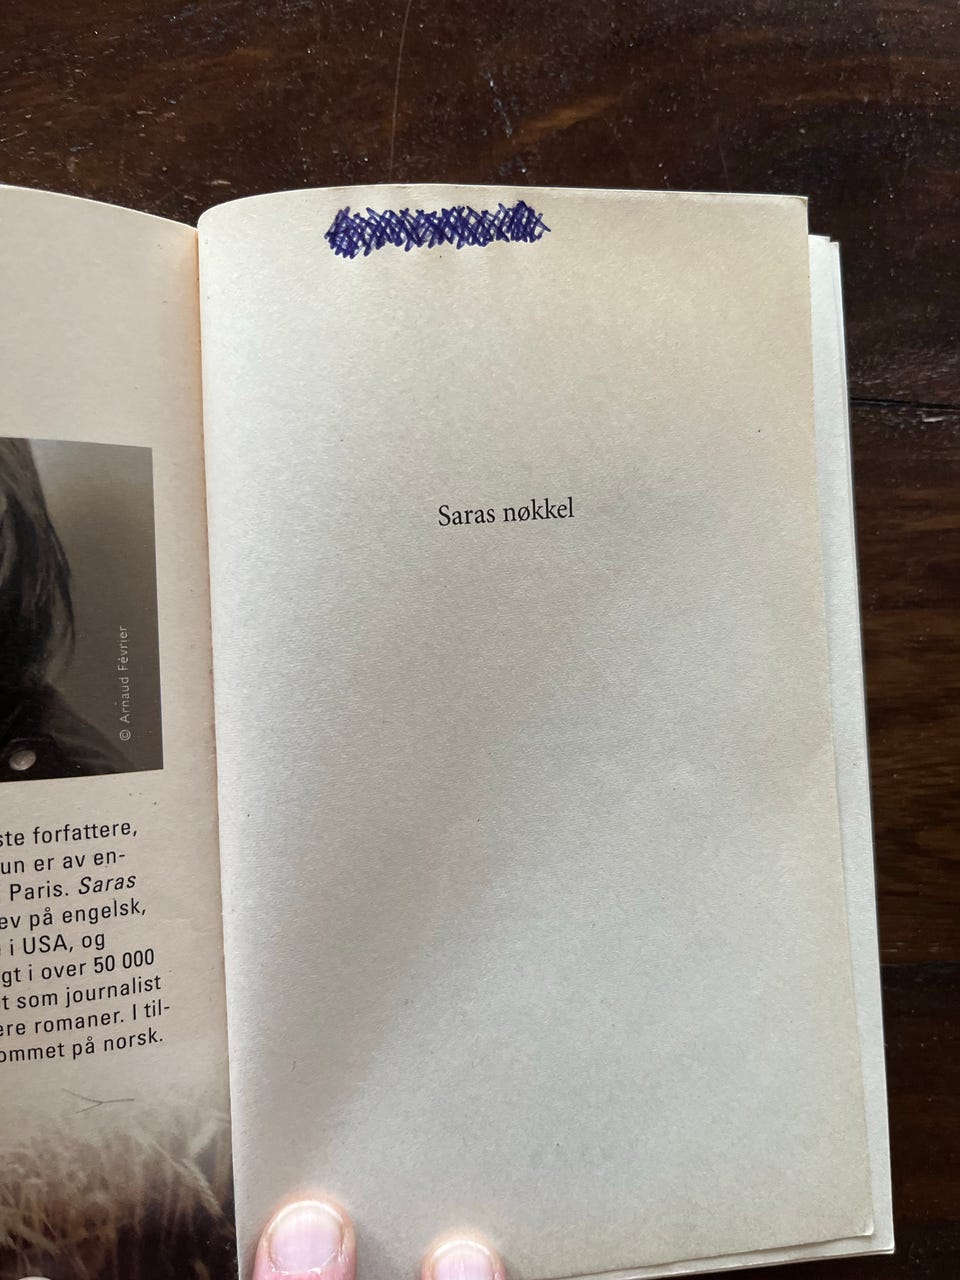 © Arnaud Février
ste forfattere,
un er av en-
Paris. Saras
ev på engelsk,
i USA, og
gt i over 50 000
t som journalist
ere romaner. I til-
ommet på norsk.
Saras nøkkel